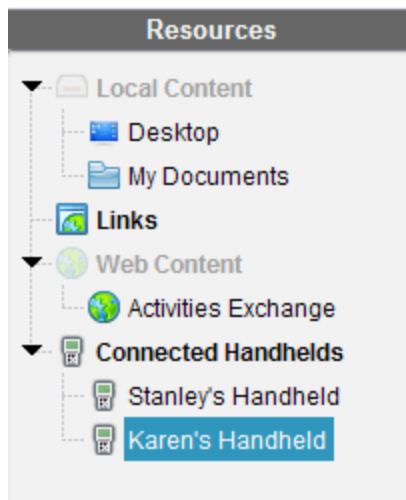 Resources
Local Content
Desktop
My Documents
Links
Web Content
Activities Exchange
Connected Handhelds
Stanley's Handheld
Karen's Handheld